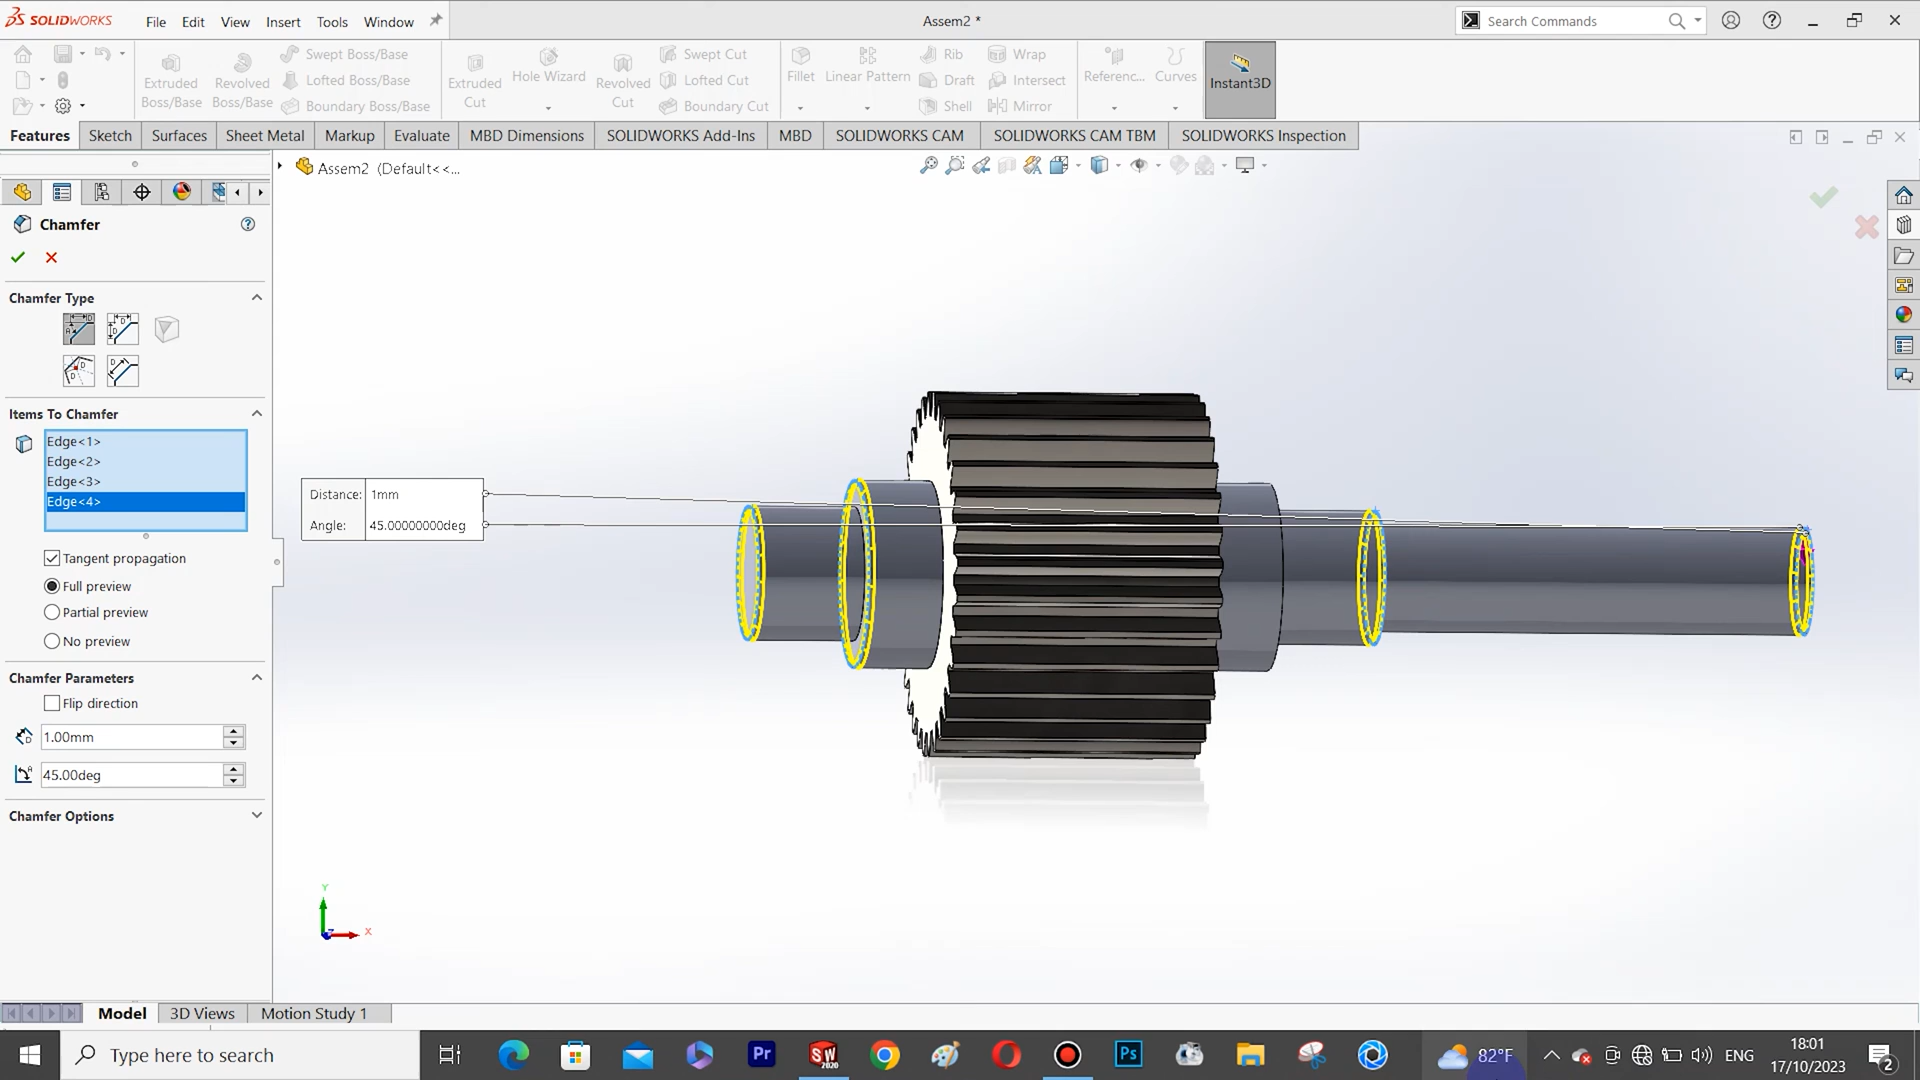 SOLIDWORKS File Edit View Insert Tools Window Assem2 * Search Commands
Extruded Boss/Base
Revolved Boss/Base
Swept Boss/Base
Lofted Boss/Base
Boundary Boss/Base
Extruded Cut
Hole Wizard
Revolved Cut
Swept Cut
Lofted Cut
Boundary Cut
Fillet
Linear Pattern
Rib
Draft
Shell
Wrap
Intersect
Mirror
Referenc...
Curves
Instant3D
Features Sketch Surfaces Sheet Metal Markup Evaluate MBD Dimensions SOLIDWORKS Add-Ins MBD SOLIDWORKS CAM SOLIDWORKS CAM TBM SOLIDWORKS Inspection
Assem2 (Default<<...
Chamfer
Chamfer Type
Items To Chamfer
Edge<1>
Edge<2>
Edge<3>
Edge<4>
Tangent propagation
Full preview
Partial preview
No preview
Chamfer Parameters
Flip direction
1.00mm
45.00deg
Chamfer Options
Distance: 1mm
Angle: 45.00000000deg
Y
X
Model 3D Views Motion Study 1
Type here to search
Pr
SW
2020
Ps
82°F
ENG
18:01
17/10/2023
2